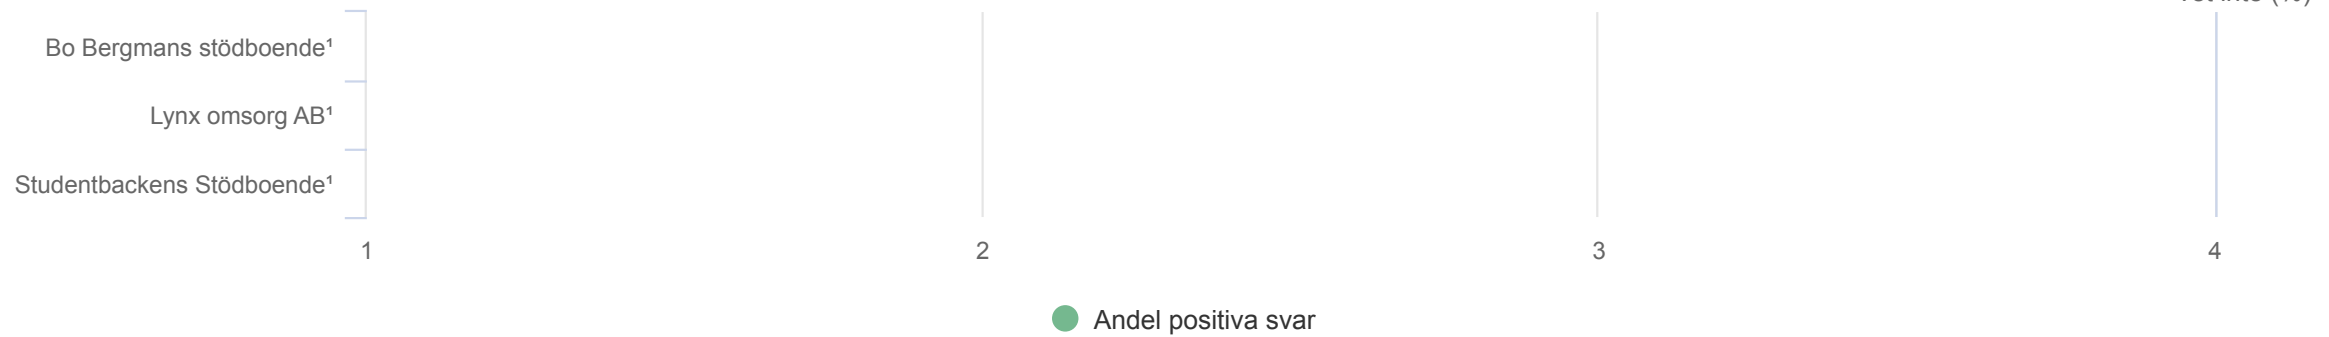 Bo Bergmans stödboende¹
Lynx omsorg AB¹
Studentbackens Stödboende¹
1 2 3 4
Andel positiva svar